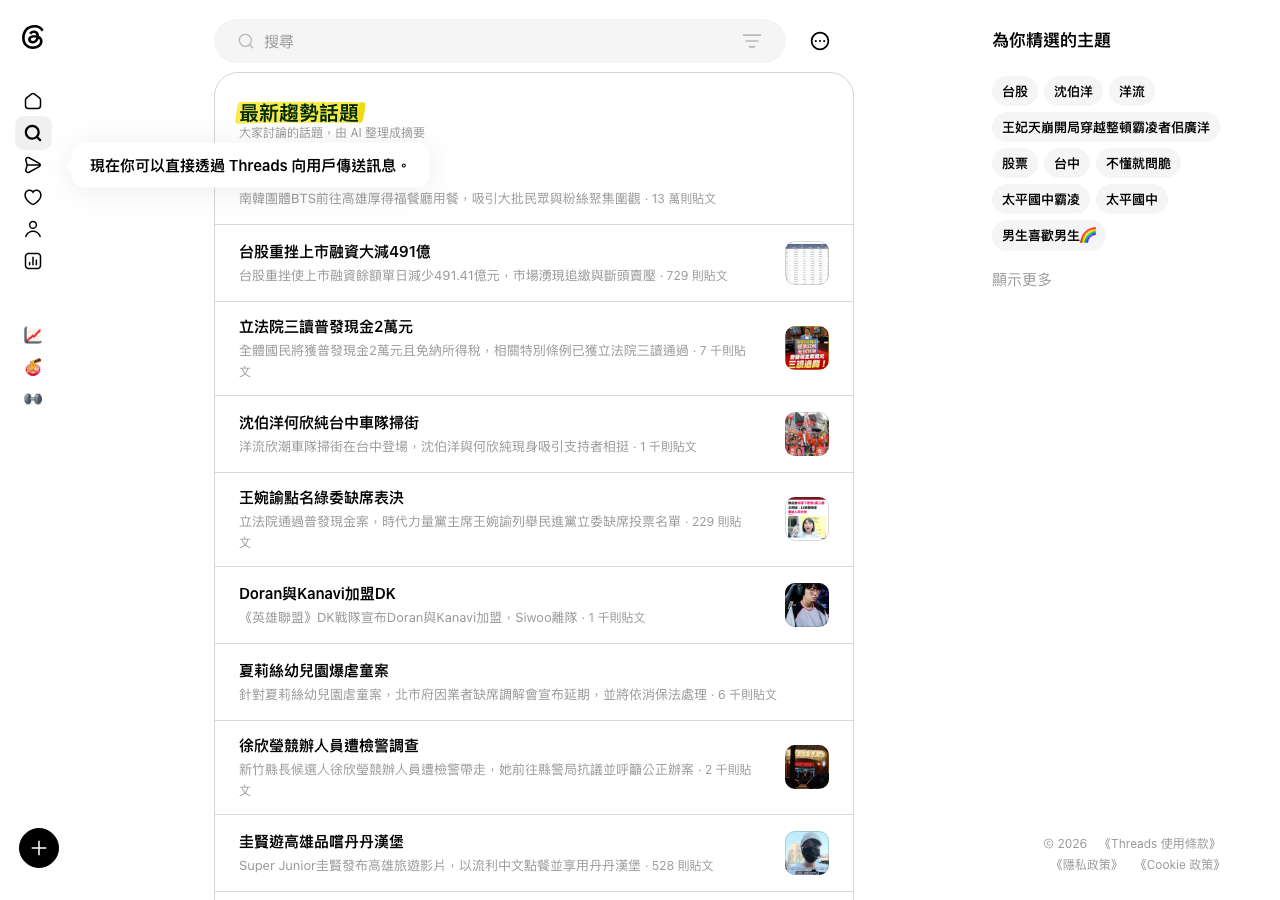 搜尋
最新趨勢話題
大家討論的話題，由 AI 整理成摘要
現在你可以直接透過 Threads 向用戶傳送訊息。
南韓團體BTS前往高雄厚得福餐廳用餐，吸引大批民眾與粉絲聚集圍觀 · 13 萬則貼文
台股重挫上市融資大減491億
台股重挫使上市融資餘額單日減少491.41億元，市場湧現追繳與斷頭賣壓 · 729 則貼文
立法院三讀普發現金2萬元
全體國民將獲普發現金2萬元且免納所得稅，相關特別條例已獲立法院三讀通過 · 7 千則貼
文
沈伯洋何欣純台中車隊掃街
洋流欣潮車隊掃街在台中登場，沈伯洋與何欣純現身吸引支持者相挺 · 1 千則貼文
王婉諭點名綠委缺席表決
立法院通過普發現金案，時代力量黨主席王婉諭列舉民進黨立委缺席投票名單 · 229 則貼
文
Doran與Kanavi加盟DK
《英雄聯盟》DK戰隊宣布Doran與Kanavi加盟，Siwoo離隊 · 1 千則貼文
夏莉絲幼兒園爆虐童案
針對夏莉絲幼兒園虐童案，北市府因業者缺席調解會宣布延期，並將依消保法處理 · 6 千則貼文
徐欣瑩競辦人員遭檢警調查
新竹縣長候選人徐欣瑩競辦人員遭檢警帶走，她前往縣警局抗議並呼籲公正辦案 · 2 千則貼
文
圭賢遊高雄品嚐丹丹漢堡
Super Junior圭賢發布高雄旅遊影片，以流利中文點餐並享用丹丹漢堡 · 528 則貼文
為你精選的主題
台股 沈伯洋 洋流
王妃天崩開局穿越整頓霸凌者佀廣洋
股票 台中 不懂就問脆
太平國中霸凌 太平國中
男生喜歡男生🌈
顯示更多
© 2026 《Threads 使用條款》
《隱私政策》 《Cookie 政策》